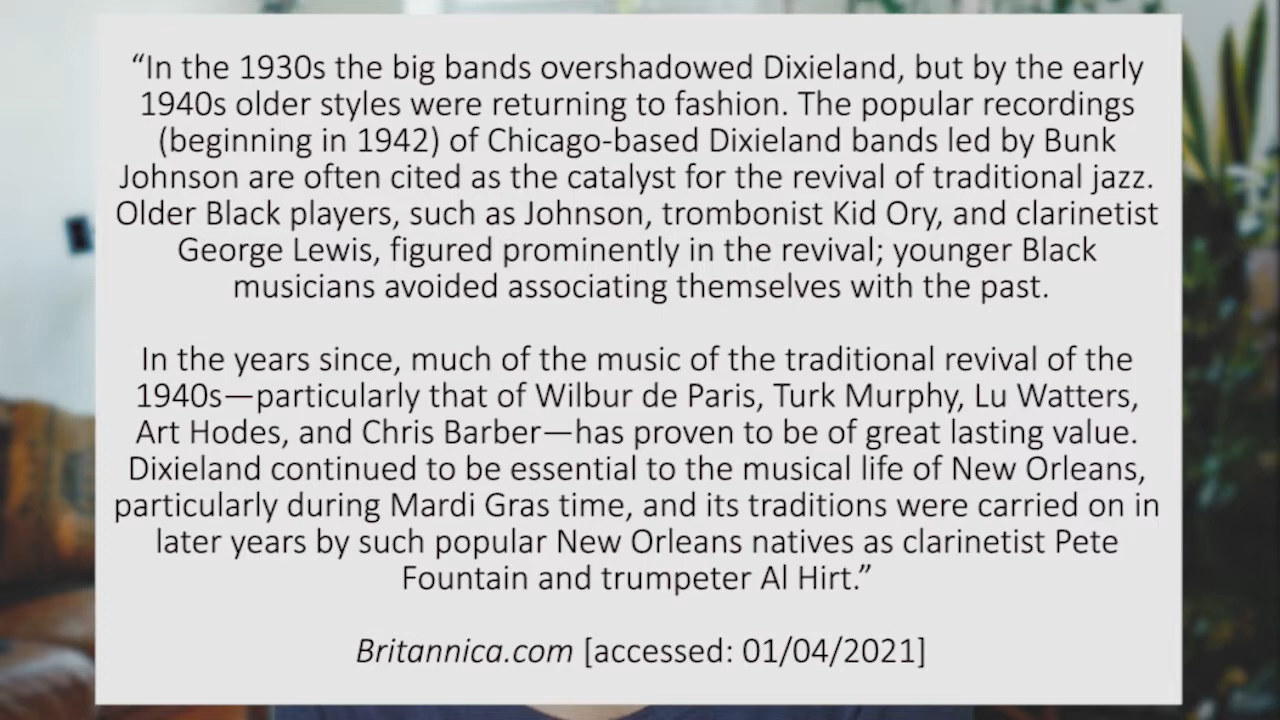 “In the 1930s the big bands overshadowed Dixieland, but by the early
1940s older styles were returning to fashion. The popular recordings
(beginning in 1942) of Chicago-based Dixieland bands led by Bunk
Johnson are often cited as the catalyst for the revival of traditional jazz.
Older Black players, such as Johnson, trombonist Kid Ory, and clarinetist
George Lewis, figured prominently in the revival; younger Black
musicians avoided associating themselves with the past.
In the years since, much of the music of the traditional revival of the
1940s—particularly that of Wilbur de Paris, Turk Murphy, Lu Watters,
Art Hodes, and Chris Barber—has proven to be of great lasting value.
Dixieland continued to be essential to the musical life of New Orleans,
particularly during Mardi Gras time, and its traditions were carried on in
later years by such popular New Orleans natives as clarinetist Pete
Fountain and trumpeter Al Hirt.”
Britannica.com [accessed: 01/04/2021]